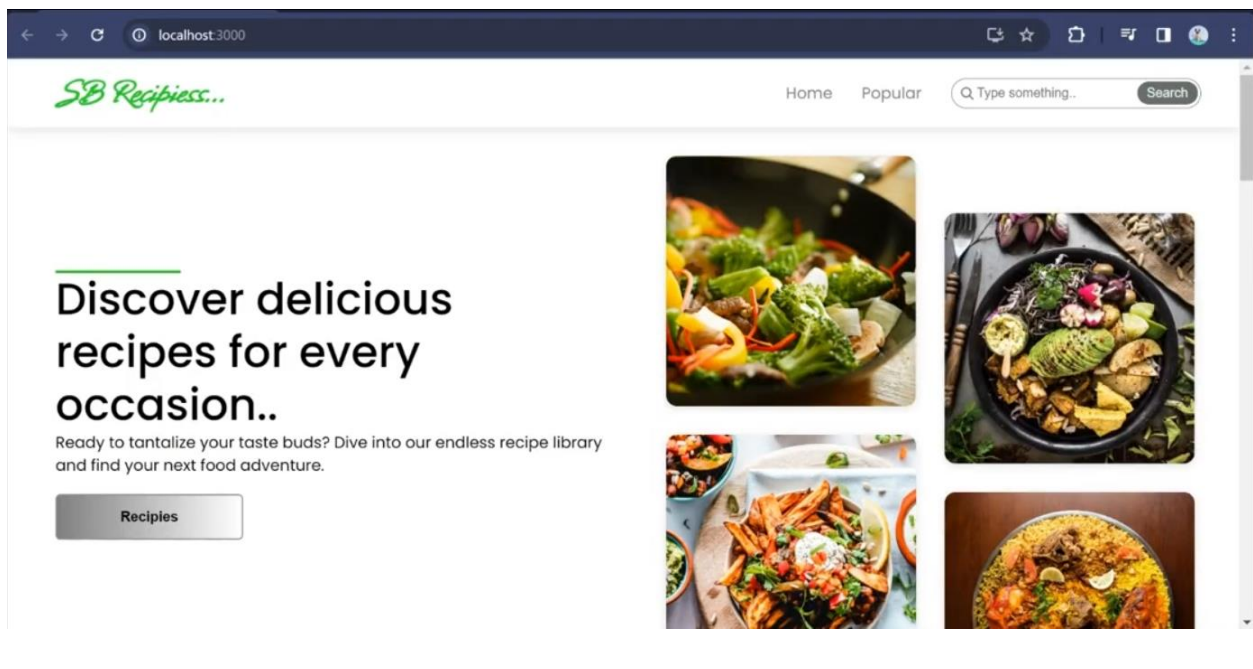 localhost:3000
SB Recipiess...
Home
Popular
Type something..
Search
Discover delicious
recipes for every
occasion..
Ready to tantalize your taste buds? Dive into our endless recipe library
and find your next food adventure.
Recipies